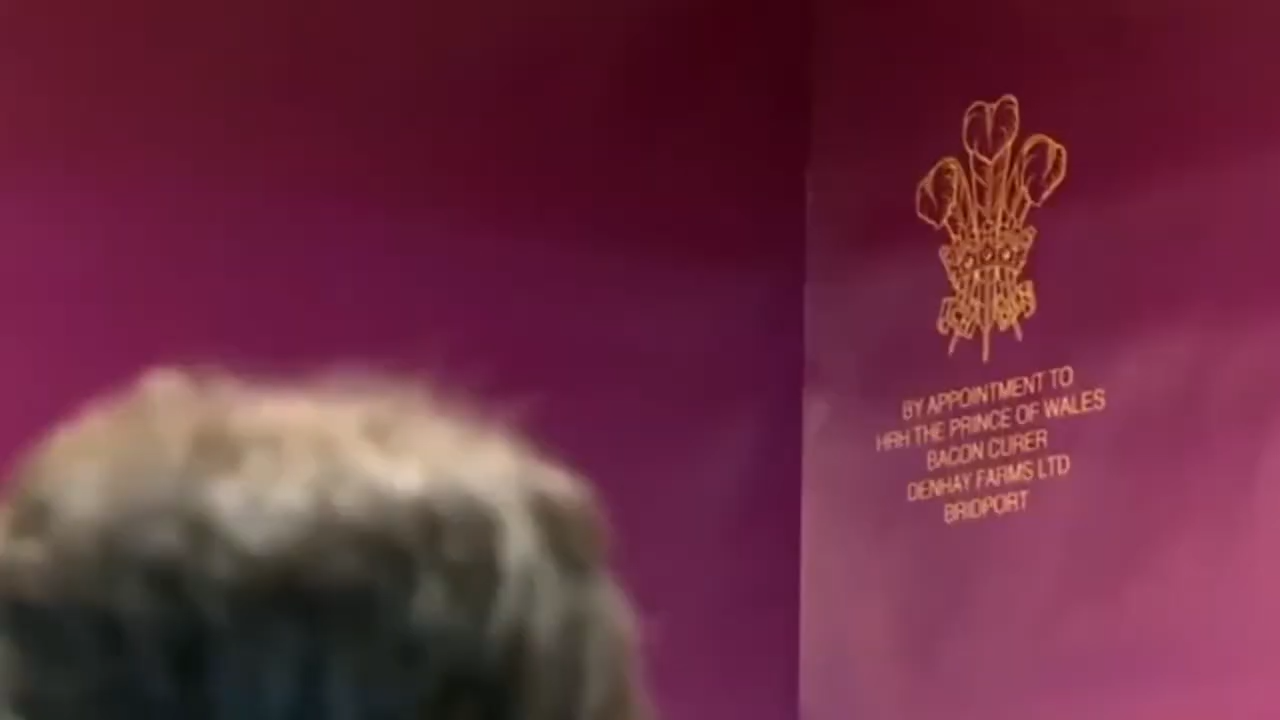 BY APPOINTMENT TO
HRH THE PRINCE OF WALES
BACON CURER
DENHAY FARMS LTD
BRIDPORT